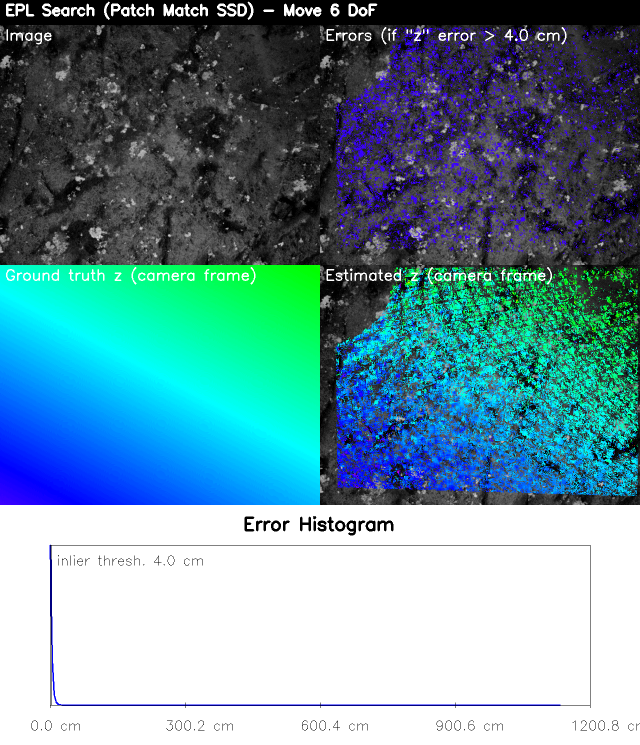 EPL Search (Patch Match SSD) - Move 6 DoF
Image
Errors (if "z" error > 4.0 cm)
Ground truth z (camera frame)
Estimated z (camera frame)
Error Histogram
inlier thresh. 4.0 cm
0.0 cm
300.2 cm
600.4 cm
900.6 cm
1200.8 cm